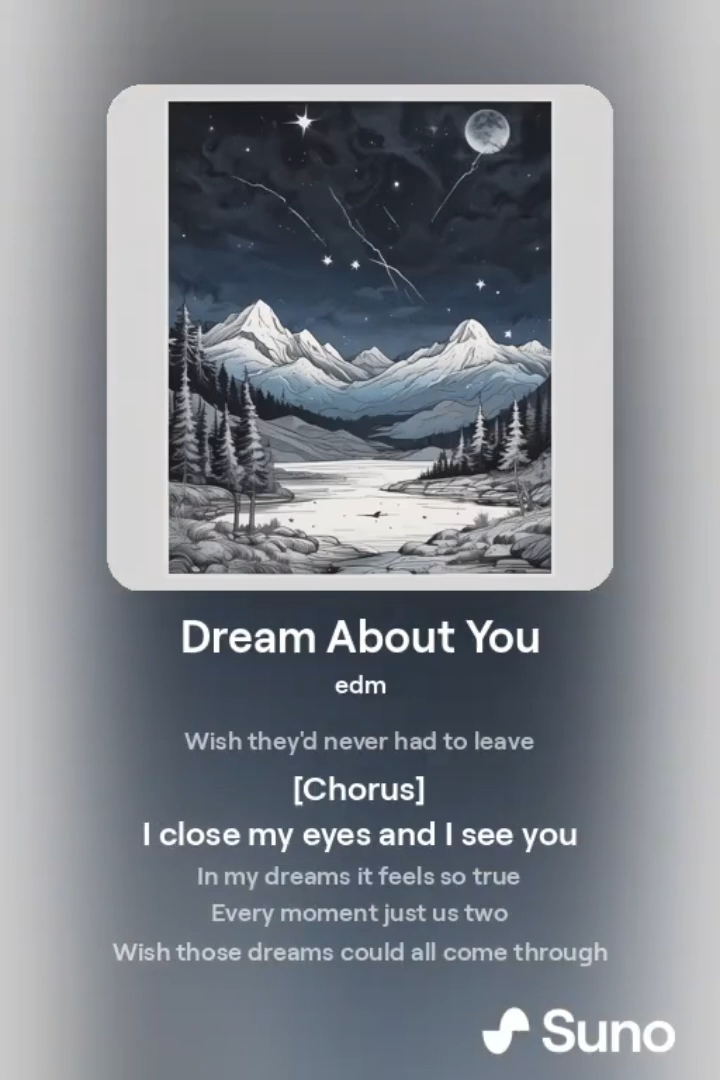 Dream About You
edm
Wish they'd never had to leave
[Chorus]
I close my eyes and I see you
In my dreams it feels so true
Every moment just us two
Wish those dreams could all come through
Suno